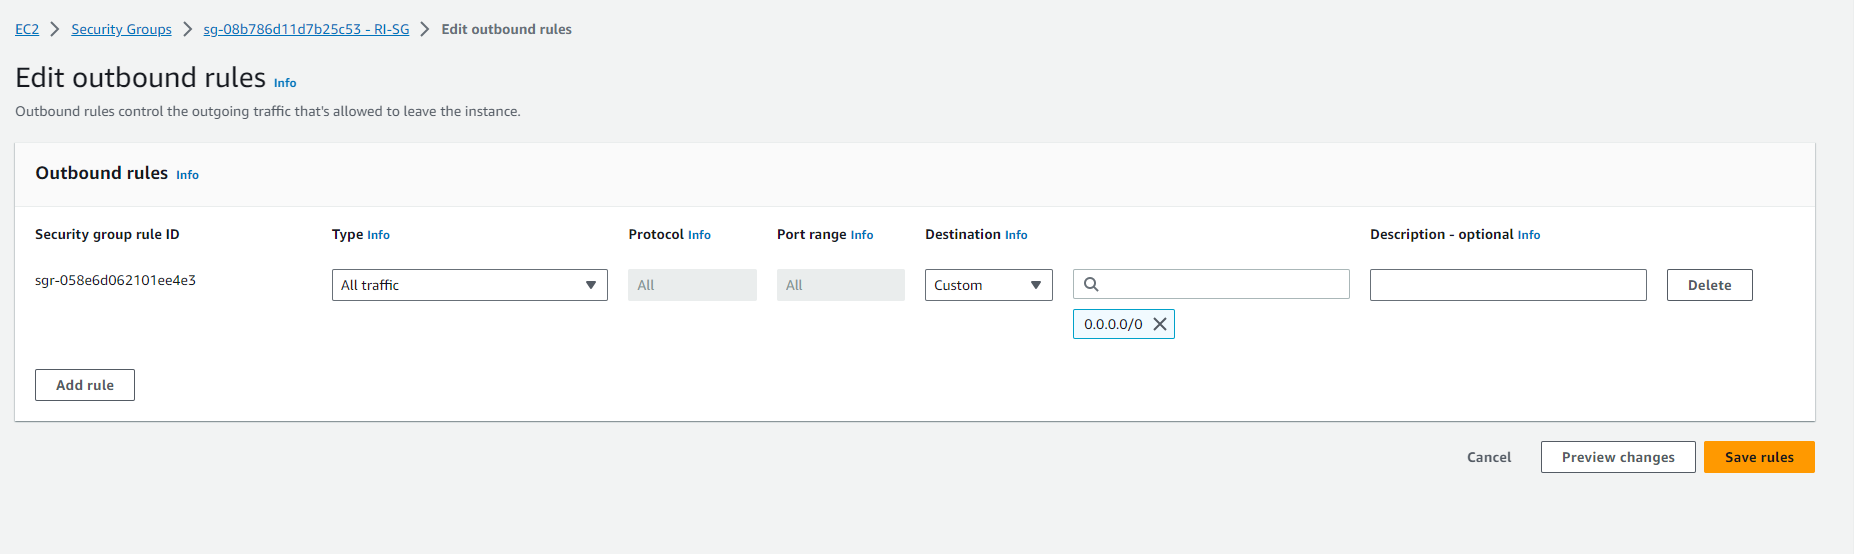 EC2 > Security Groups > sg-08b786d11d7b25c53 - RI-SG > Edit outbound rules
Edit outbound rules Info
Outbound rules control the outgoing traffic that's allowed to leave the instance.
Outbound rules Info
Security group rule ID Type Info Protocol Info Port range Info Destination Info Description - optional Info
sgr-058e6d062101ee4e3 All traffic All All Custom Delete
0.0.0.0/0
Add rule
Cancel Preview changes Save rules